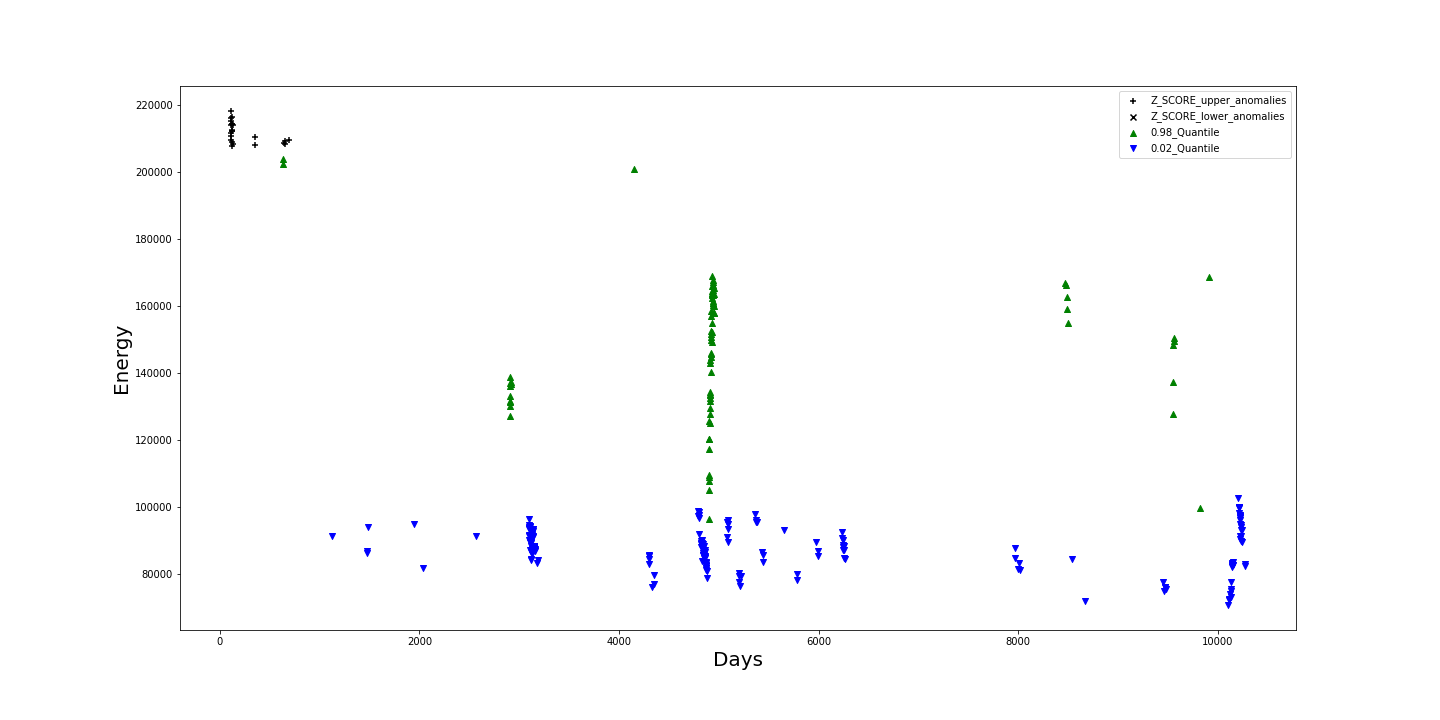 220000
200000
180000
160000
140000
120000
100000
80000
Energy
0 2000 4000 6000 8000 10000
Days
Z_SCORE_upper_anomalies
Z_SCORE_lower_anomalies
0.98_Quantile
0.02_Quantile